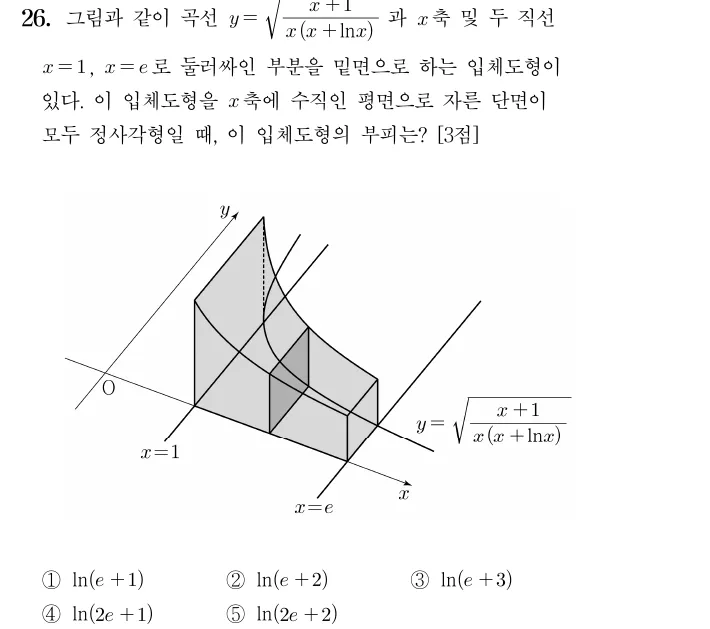 26. 그림과 같이 곡선 y=√((x+1)/(x(x+lnx))) 과 x축 및 두 직선
x=1, x=e로 둘러싸인 부분을 밑면으로 하는 입체도형이
있다. 이 입체도형을 x축에 수직인 평면으로 자른 단면이
모두 정사각형일 때, 이 입체도형의 부피는? [3점]
y
O
y=√((x+1)/(x(x+lnx)))
x=1
x
x=e
① ln(e+1) ② ln(e+2) ③ ln(e+3)
④ ln(2e+1) ⑤ ln(2e+2)